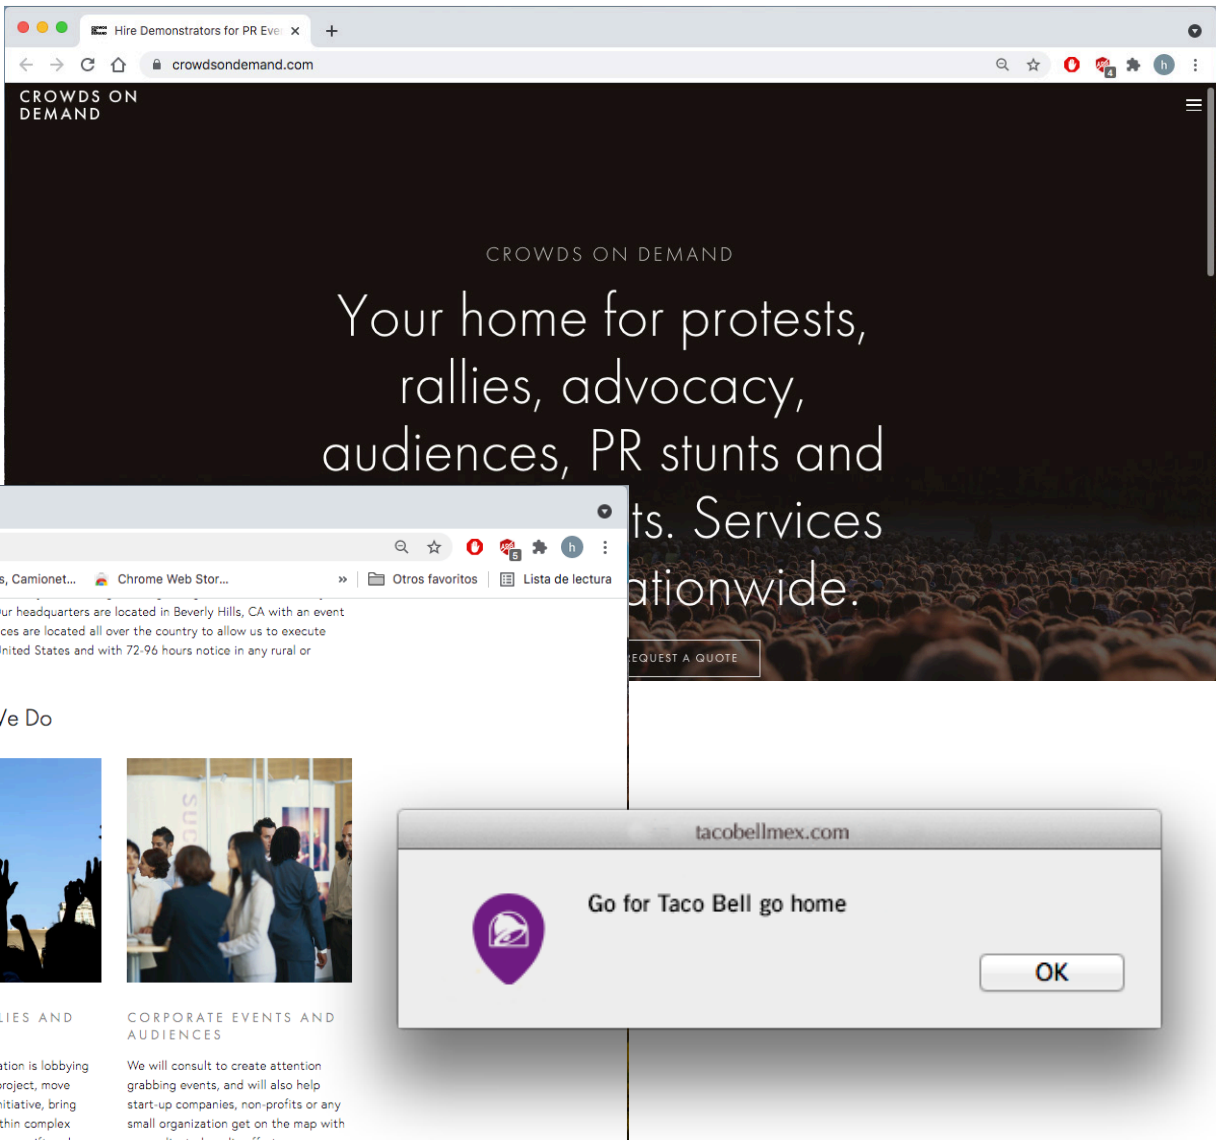 Hire Demonstrators for PR Eve
crowdsondemand.com
h
4
CROWDS ON
DEMAND
CROWDS ON DEMAND
Your home for protests,
rallies, advocacy,
audiences, PR stunts and
ts. Services
ationwide.
REQUEST A QUOTE
h
5
s, Camionet...
Chrome Web Stor...
»
Otros favoritos
Lista de lectura
ur headquarters are located in Beverly Hills, CA with an event
ces are located all over the country to allow us to execute
nited States and with 72-96 hours notice in any rural or
e Do
LIES AND
CORPORATE EVENTS AND
AUDIENCES
ation is lobbying
project, move
nitiative, bring
thin complex
We will consult to create attention
grabbing events, and will also help
start-up companies, non-profits or any
small organization get on the map with
tacobellmex.com
Go for Taco Bell go home
OK